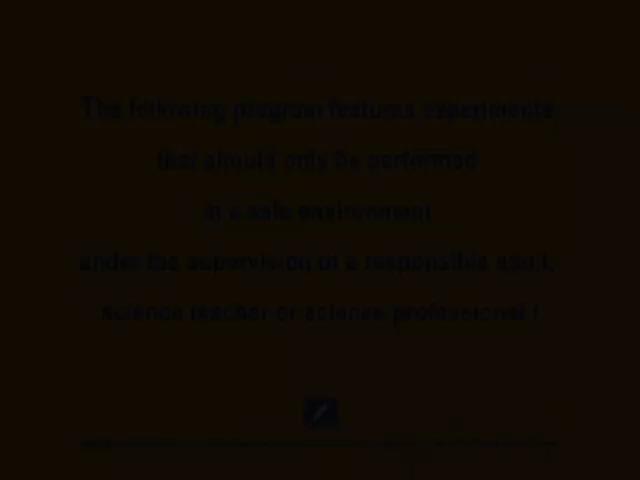 The following program features experiments
that should only be performed
in a safe environment
under the supervision of a responsible adult,
science teacher or science professional !